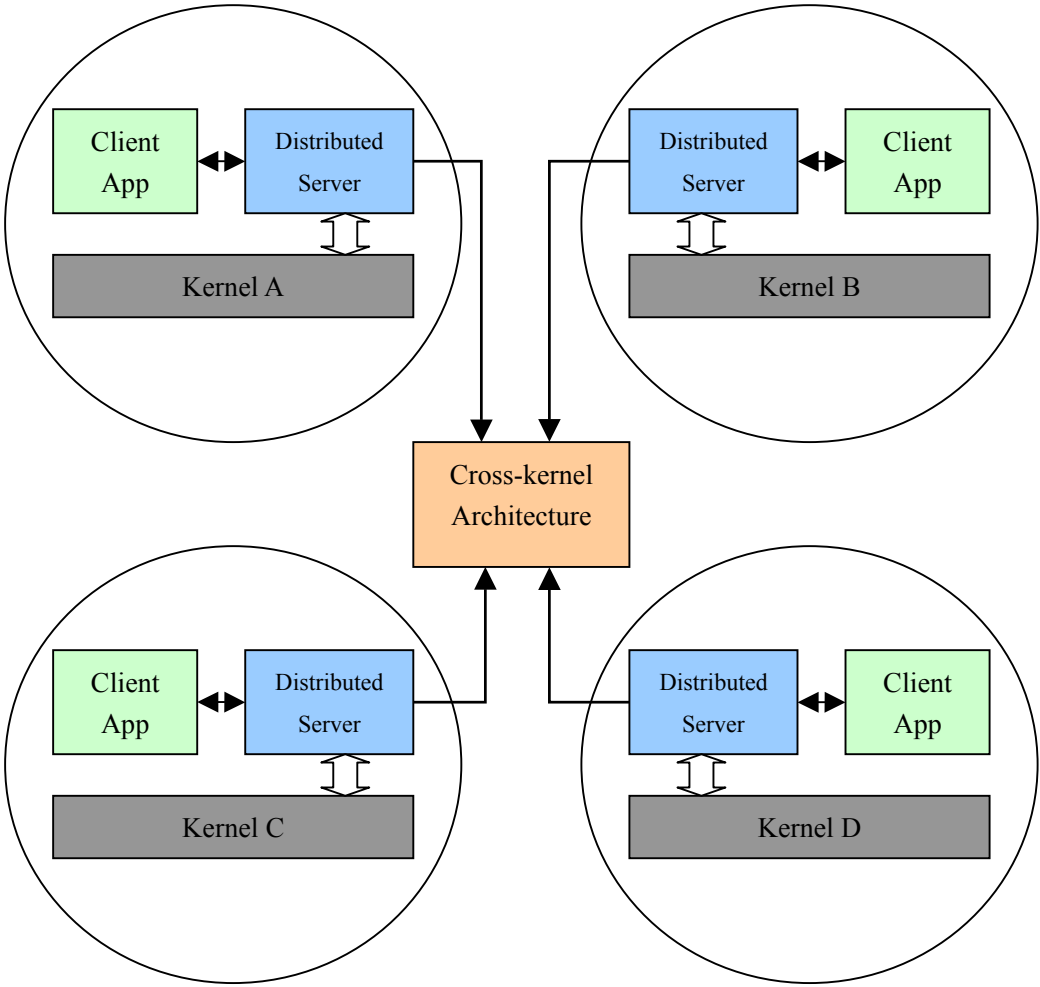 Client
App
Distributed
Server
Kernel A
Distributed
Server
Client
App
Kernel B
Cross-kernel
Architecture
Client
App
Distributed
Server
Kernel C
Distributed
Server
Client
App
Kernel D